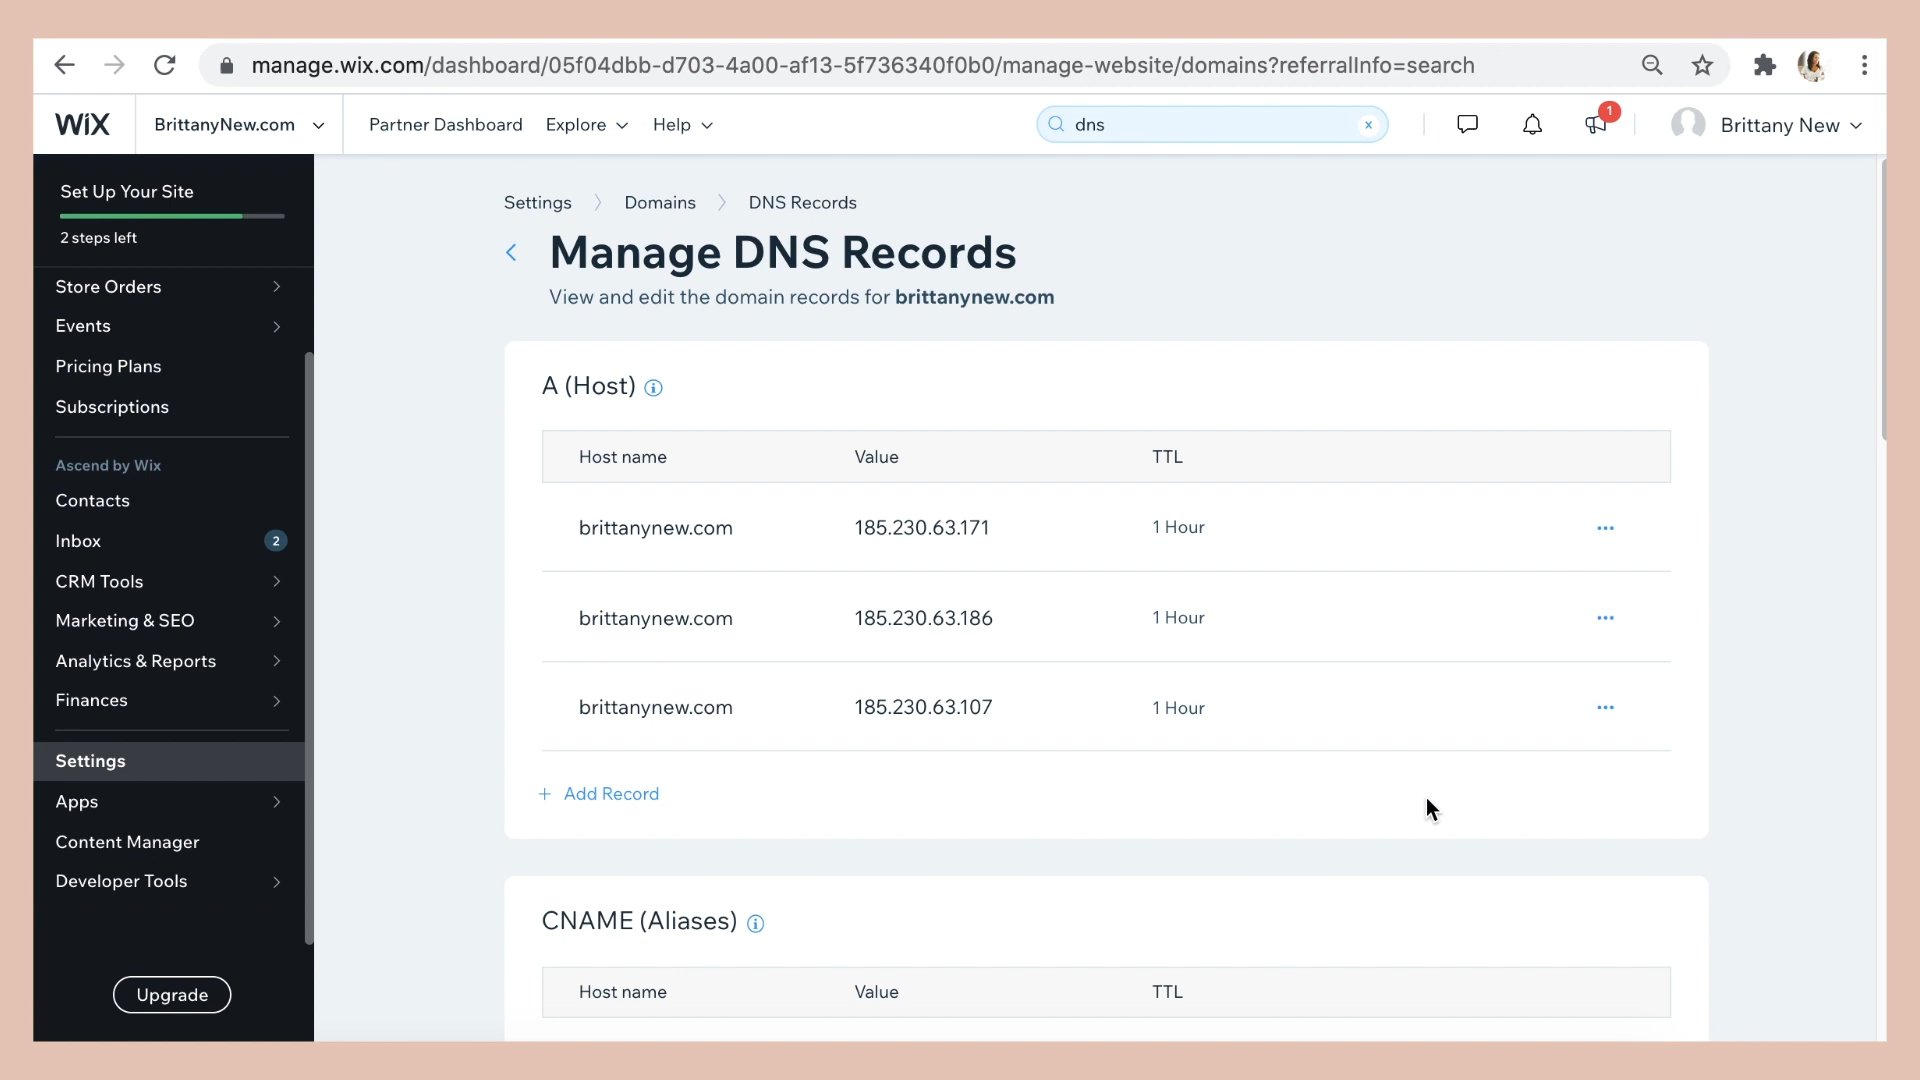 manage.wix.com/dashboard/05f04dbb-d703-4a00-af13-5f736340f0b0/manage-website/domains?referralInfo=search
WiX
BrittanyNew.com
Partner Dashboard
Explore
Help
dns
1
Brittany New
Set Up Your Site
2 steps left
Store Orders
Events
Pricing Plans
Subscriptions
Ascend by Wix
Contacts
Inbox
2
CRM Tools
Marketing & SEO
Analytics & Reports
Finances
Settings
Apps
Content Manager
Developer Tools
Upgrade
Settings Domains DNS Records
Manage DNS Records
View and edit the domain records for brittanynew.com
A (Host)
Host name Value TTL
brittanynew.com 185.230.63.171 1 Hour
brittanynew.com 185.230.63.186 1 Hour
brittanynew.com 185.230.63.107 1 Hour
+ Add Record
CNAME (Aliases)
Host name Value TTL